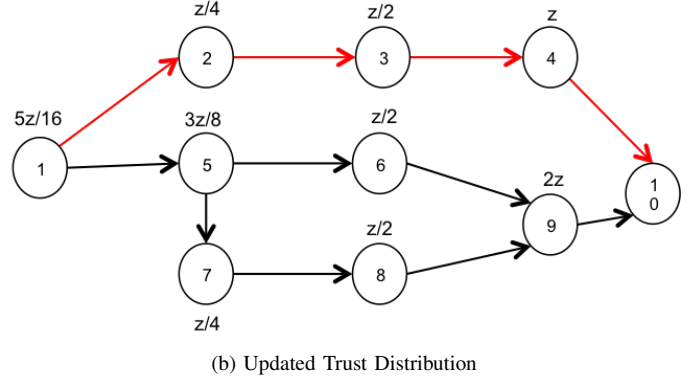 z/4
z/2
z
2
3
4
5z/16
3z/8
z/2
1
5
6
2z
1
0
9
z/2
7
8
z/4
(b) Updated Trust Distribution